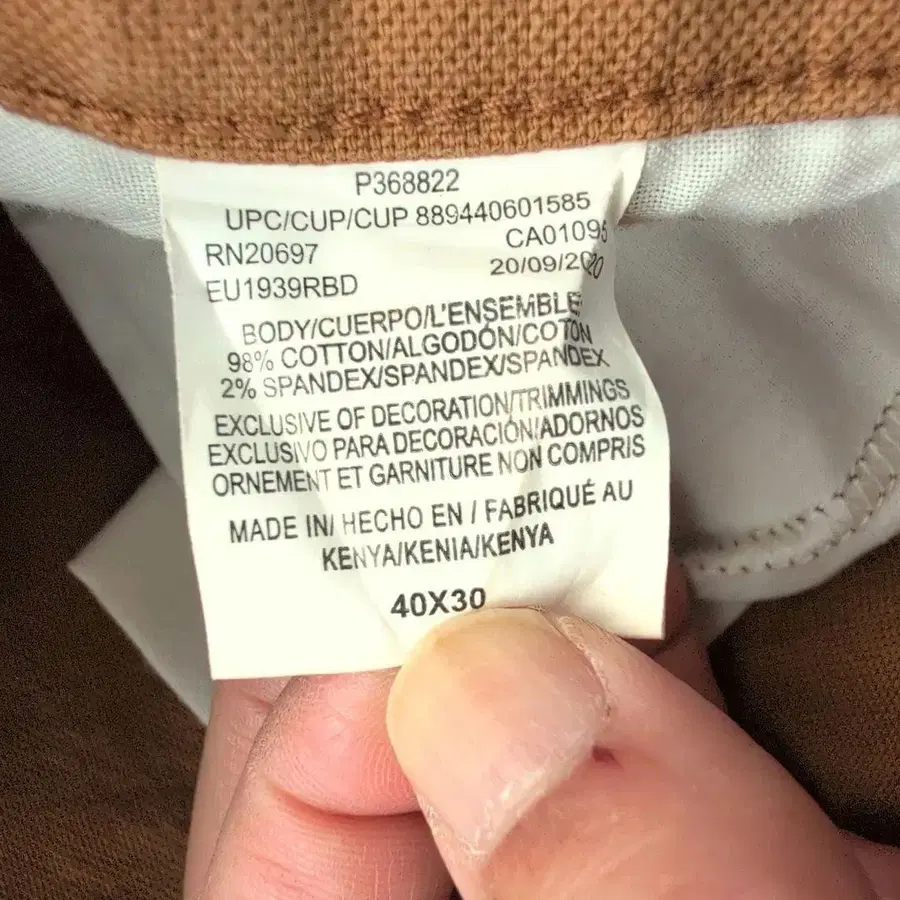 P368822
UPC/CUP/CUP 889440601585
RN20697 CA01095
EU1939RBD 20/09/2020
BODY/CUERPO/L'ENSEMBLE
98% COTTON/ALGODÓN/COTON
2% SPANDEX/SPANDEX/SPANDEX
EXCLUSIVE OF DECORATION/TRIMMINGS
EXCLUSIVO PARA DECORACIÓN/ADORNOS
ORNEMENT ET GARNITURE NON COMPRIS
MADE IN/ HECHO EN / FABRIQUÉ AU
KENYA/KENIA/KENYA
40X30